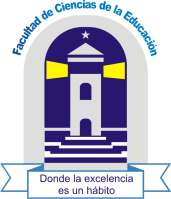 Facultad de Ciencias de la Educación
Donde la excelencia
es un hábito